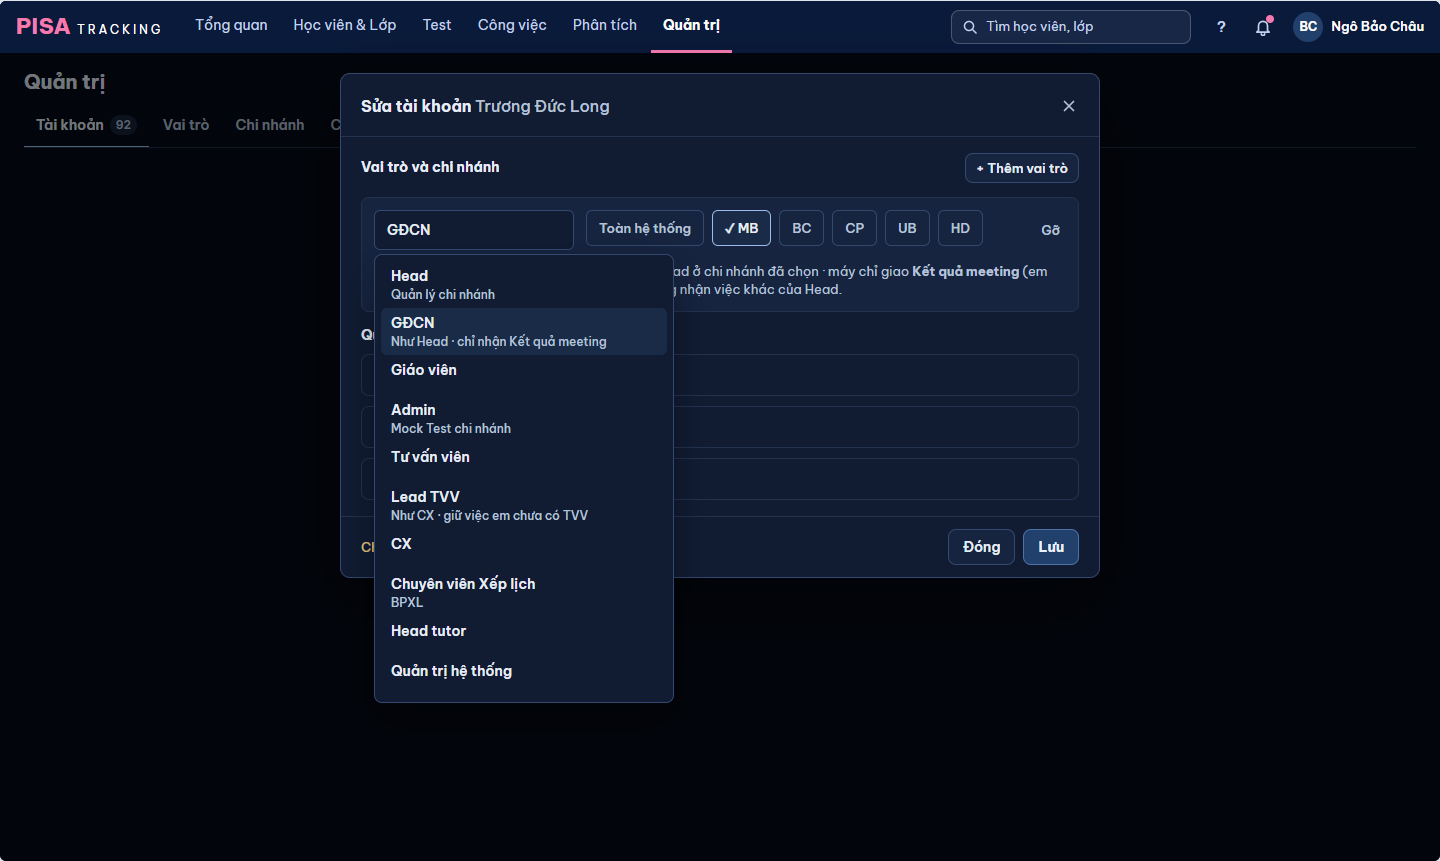 PISA TRACKING
Tổng quan
Học viên & Lớp
Test
Công việc
Phân tích
Quản trị
Tìm học viên, lớp
?
BC
Ngô Bảo Châu
Quản trị
Tài khoản 92
Vai trò
Chi nhánh
Sửa tài khoản Trương Đức Long
Vai trò và chi nhánh
+ Thêm vai trò
GĐCN
Toàn hệ thống
✓ MB
BC
CP
UB
HD
Gỡ
ở chi nhánh đã chọn · máy chỉ giao Kết quả meeting (em
nhận việc khác của Head.
Head
Quản lý chi nhánh
GĐCN
Như Head · chỉ nhận Kết quả meeting
Giáo viên
Admin
Mock Test chi nhánh
Tư vấn viên
Lead TVV
Như CX · giữ việc em chưa có TVV
CX
Chuyên viên Xếp lịch
BPXL
Head tutor
Quản trị hệ thống
Đóng
Lưu